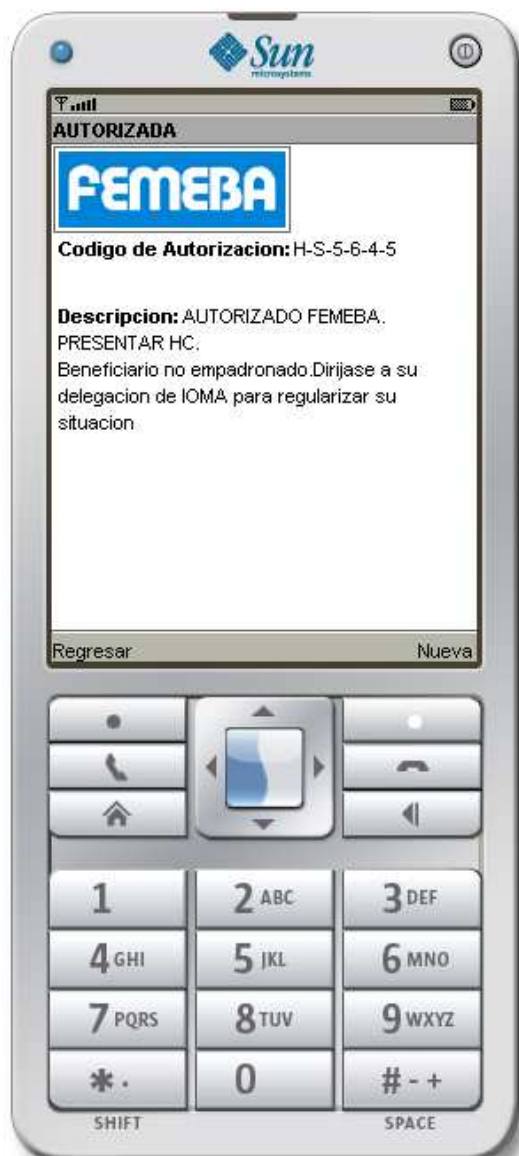 Sun
microsystems
AUTORIZADA
FEMEBA
Codigo de Autorizacion: H-S-5-6-4-5
Descripcion: AUTORIZADO FEMEBA.
PRESENTAR HC.
Beneficiario no empadronado.Dirijase a su
delegacion de IOMA para regularizar su
situacion
Regresar Nueva
1 2 ABC 3 DEF
4 GHI 5 JKL 6 MNO
7 PQRS 8 TUV 9 WXYZ
* . 0 # - +
SHIFT SPACE